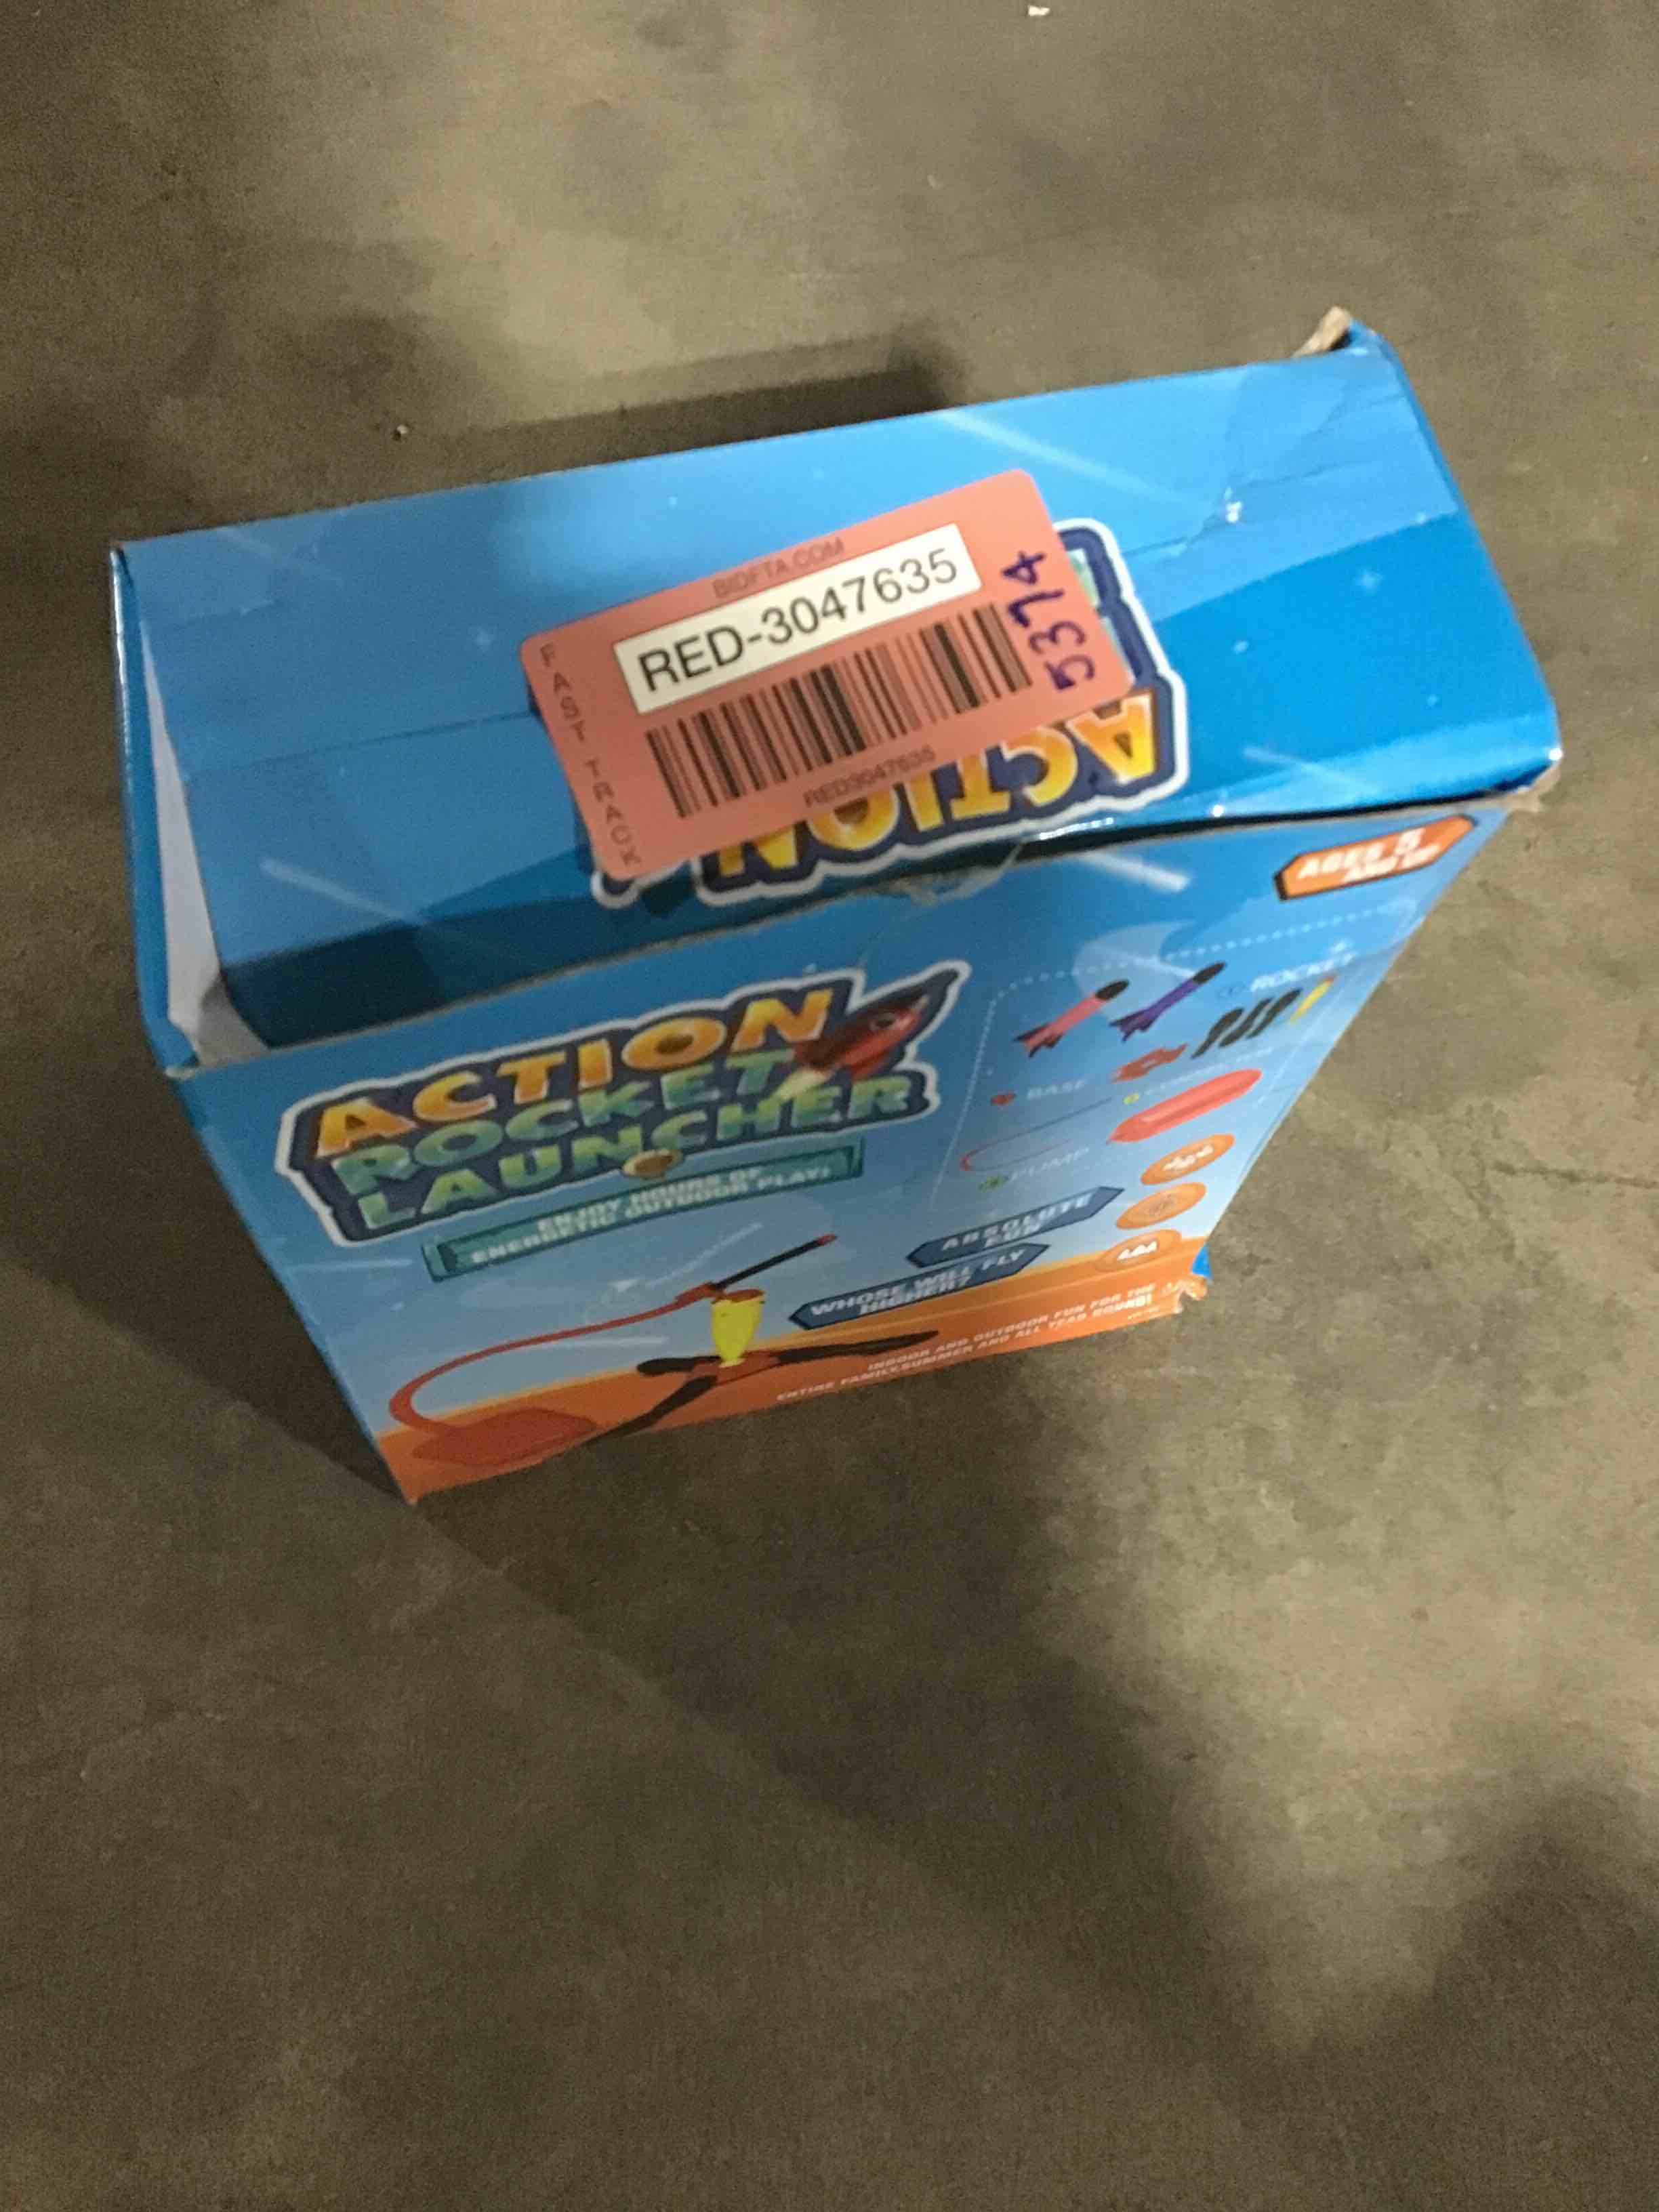 BIDFTA.COM
RED-3047635
5374
RED3047635
FAST TRACK
ACTION
AGES 5
AND UP
ACTION
ROCKET
LAUNCHER
ENJOY HOURS OF
ENERGETIC OUTDOOR PLAY!
ROCKET
BASE
PUMP
ABSOLUTE
FUN
WHOSE WILL FLY
HIGHER?
INDOOR AND OUTDOOR FUN FOR THE
ENTIRE FAMILY,SUMMER AND ALL YEAR ROUND!